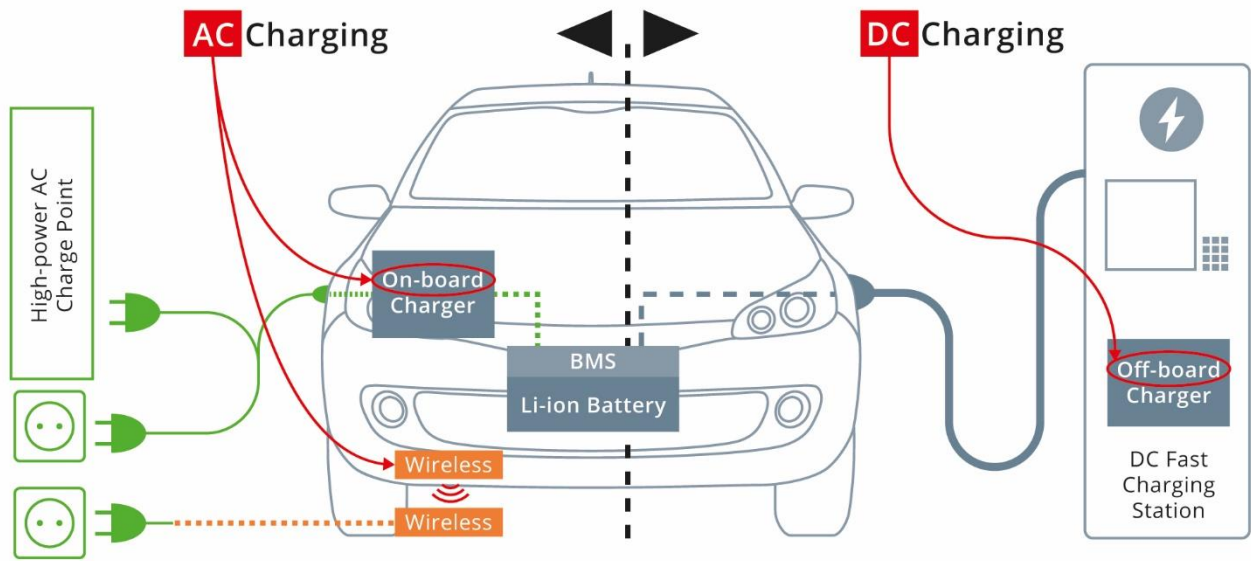 AC Charging
DC Charging
High-power AC
Charge Point
On-board
Charger
BMS
Li-ion Battery
Wireless
Wireless
Off-board
Charger
DC Fast
Charging
Station